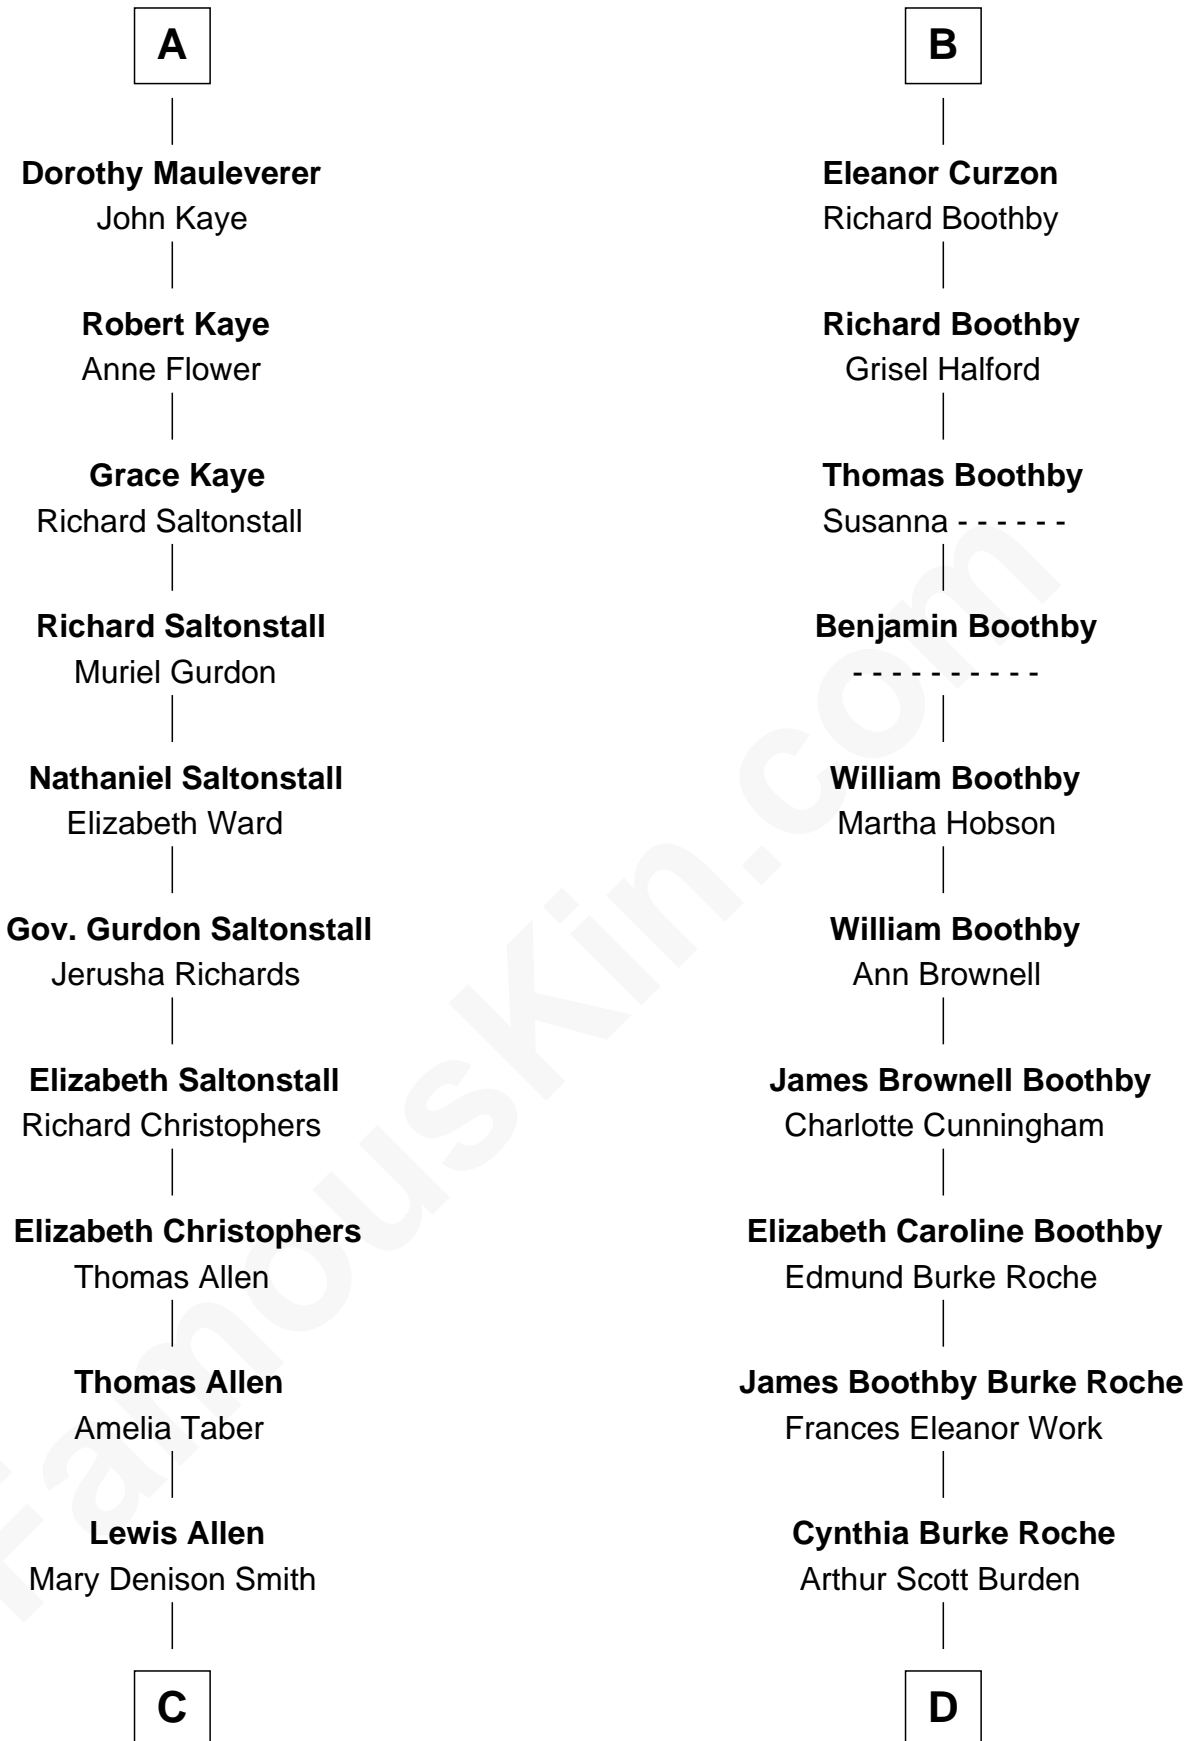 A
Dorothy Mauleverer
John Kaye
Robert Kaye
Anne Flower
Grace Kaye
Richard Saltonstall
Richard Saltonstall
Muriel Gurdon
Nathaniel Saltonstall
Elizabeth Ward
Gov. Gurdon Saltonstall
Jerusha Richards
Elizabeth Saltonstall
Richard Christophers
Elizabeth Christophers
Thomas Allen
Thomas Allen
Amelia Taber
Lewis Allen
Mary Denison Smith
C
B
Eleanor Curzon
Richard Boothby
Richard Boothby
Grisel Halford
Thomas Boothby
Susanna - - - - - -
Benjamin Boothby
- - - - - - - - - -
William Boothby
Martha Hobson
William Boothby
Ann Brownell
James Brownell Boothby
Charlotte Cunningham
Elizabeth Caroline Boothby
Edmund Burke Roche
James Boothby Burke Roche
Frances Eleanor Work
Cynthia Burke Roche
Arthur Scott Burden
D
FamousKin.com